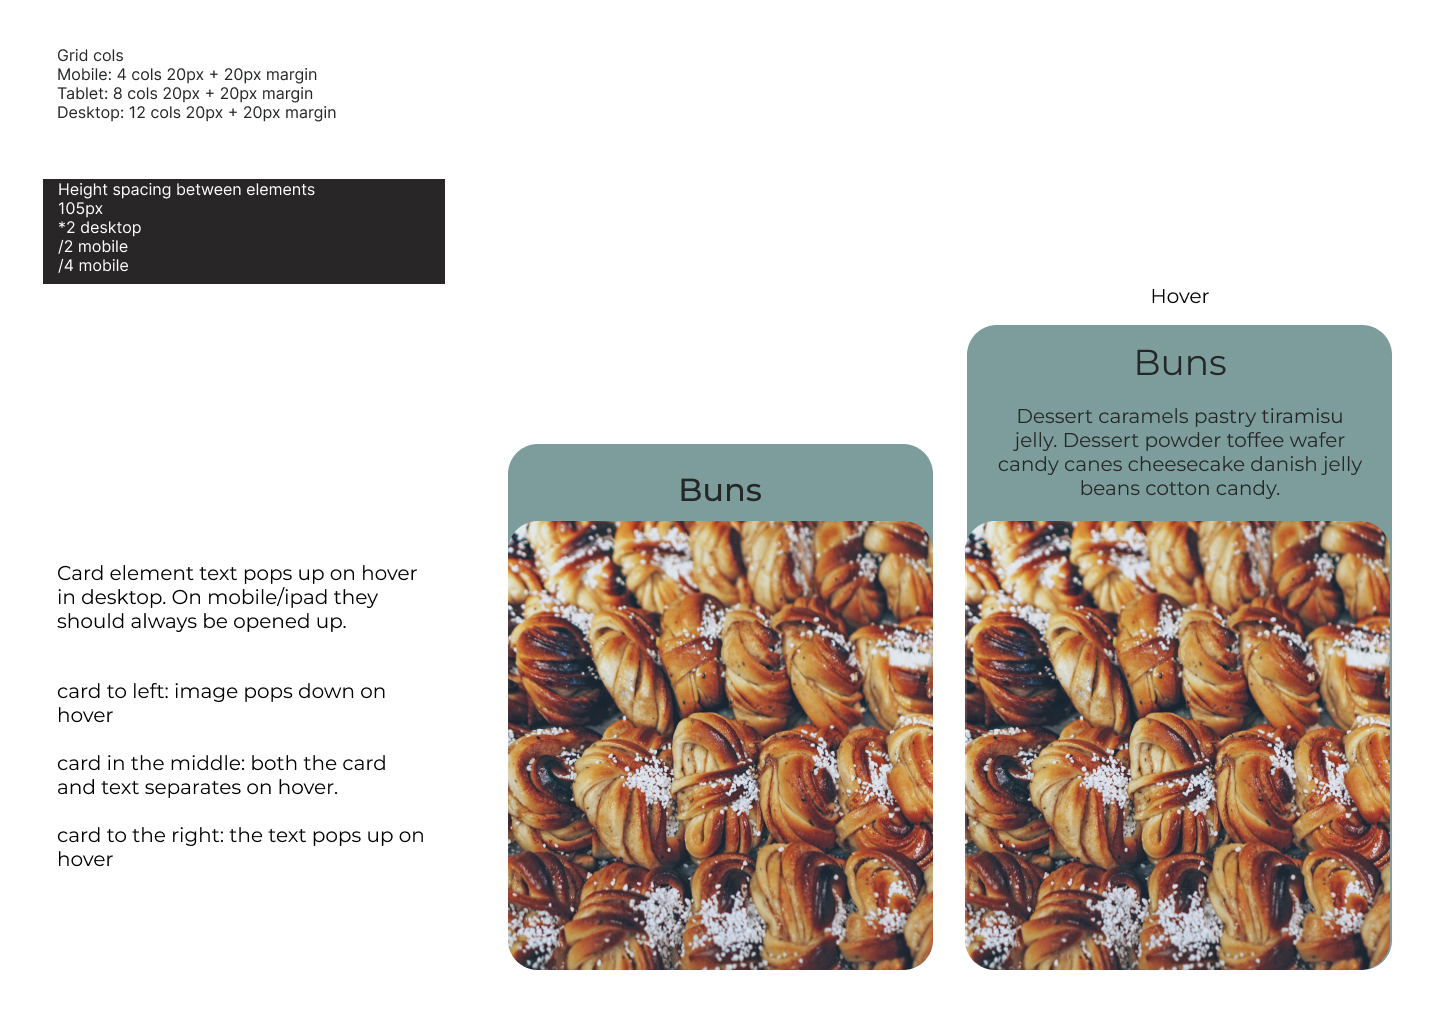 Grid cols
Mobile: 4 cols 20px + 20px margin
Tablet: 8 cols 20px + 20px margin
Desktop: 12 cols 20px + 20px margin
Height spacing between elements
105px
*2 desktop
/2 mobile
/4 mobile
Card element text pops up on hover
in desktop. On mobile/ipad they
should always be opened up.
card to left: image pops down on
hover
card in the middle: both the card
and text separates on hover.
card to the right: the text pops up on
hover
Buns
Hover
Buns
Dessert caramels pastry tiramisu
jelly. Dessert powder toffee wafer
candy canes cheesecake danish jelly
beans cotton candy.